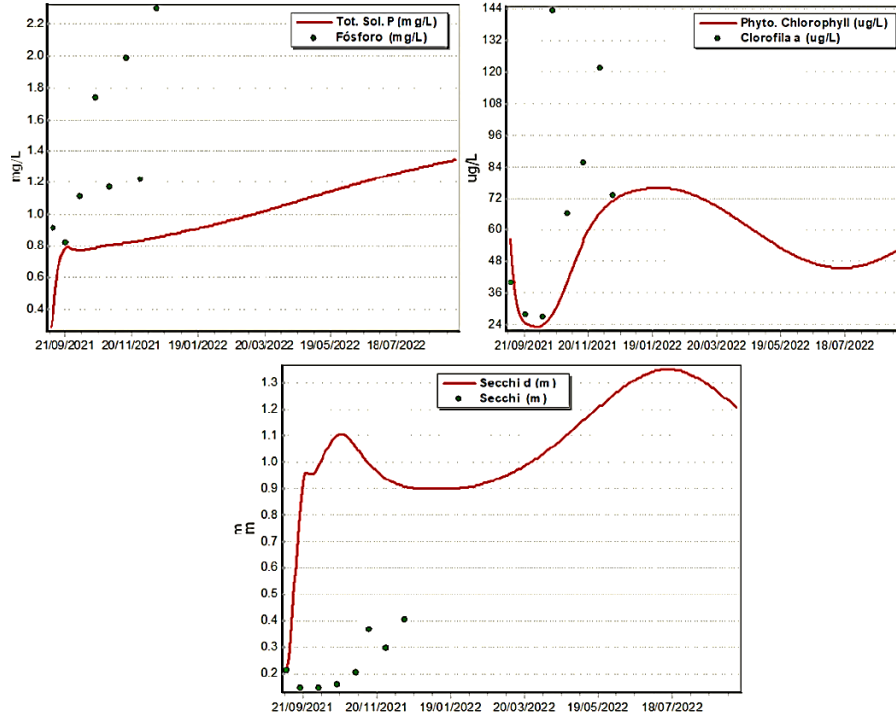 2.2
2.0
1.8
1.6
1.4
1.2
1.0
0.8
0.6
0.4
mg/L
Tot. Sol. P (mg/L)
Fósforo (mg/L)
21/09/2021 20/11/2021 19/01/2022 20/03/2022 19/05/2022 18/07/2022
144
132
120
108
96
84
72
60
48
36
24
ug/L
Phyto. Chlorophyll (ug/L)
Clorofila a (ug/L)
21/09/2021 20/11/2021 19/01/2022 20/03/2022 19/05/2022 18/07/2022
1.3
1.2
1.1
1.0
0.9
0.8
0.7
0.6
0.5
0.4
0.3
0.2
m
m
Secchi d (m)
Secchi (m)
21/09/2021 20/11/2021 19/01/2022 20/03/2022 19/05/2022 18/07/2022